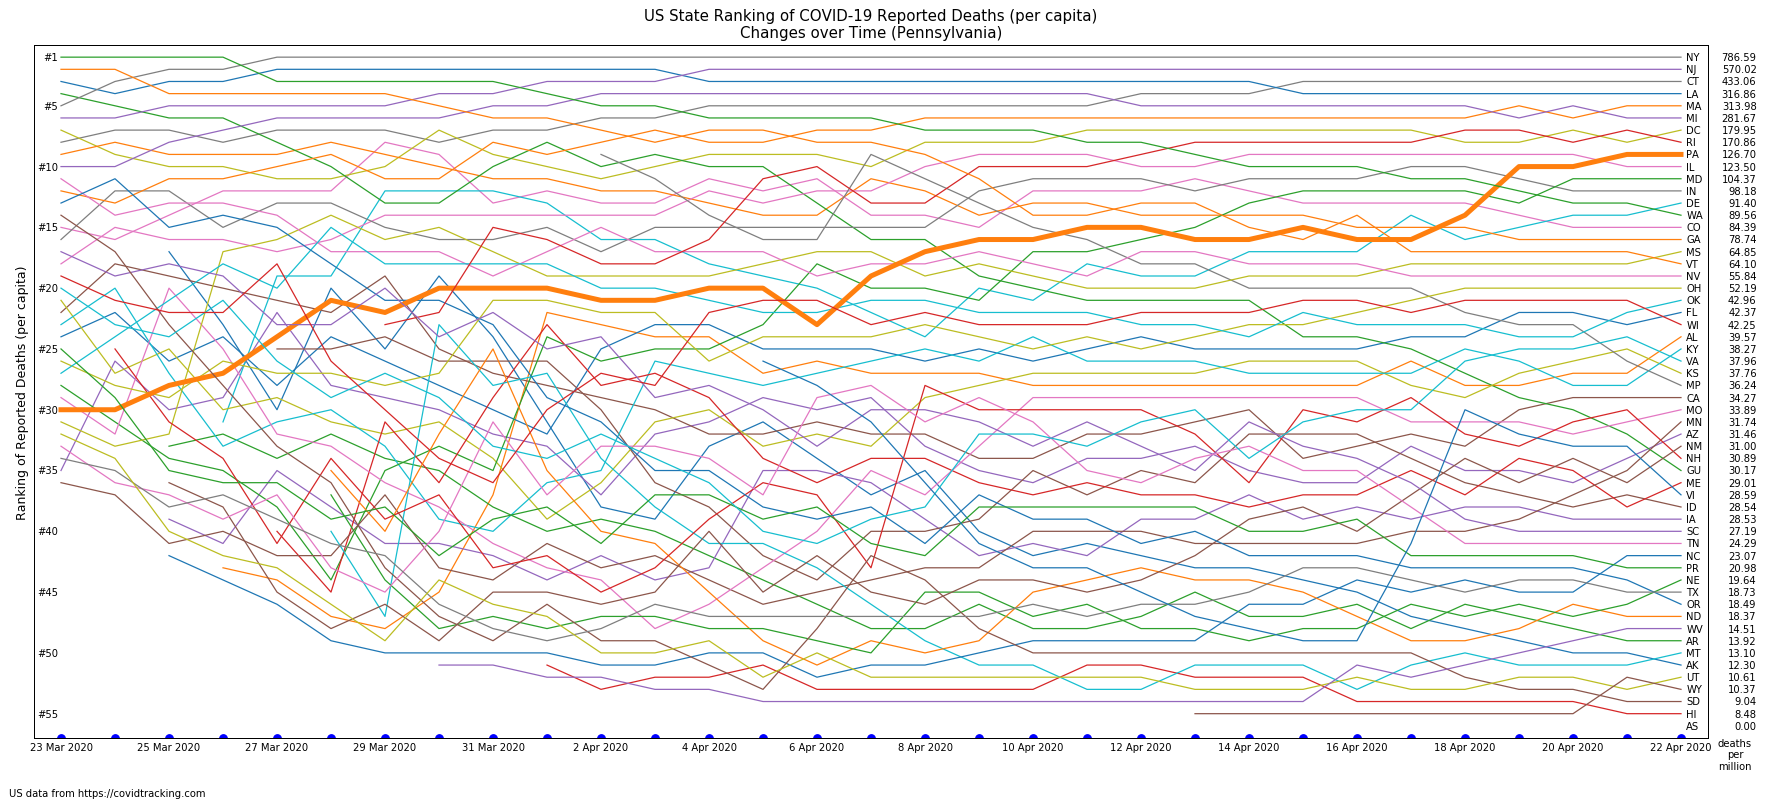 US State Ranking of COVID-19 Reported Deaths (per capita)
Changes over Time (Pennsylvania)
Ranking of Reported Deaths (per capita)
#1
#5
#10
#15
#20
#25
#30
#35
#40
#45
#50
#55
NY 786.59
NJ 570.02
CT 433.06
LA 316.86
MA 313.98
MI 281.67
DC 179.95
RI 170.86
PA 126.70
IL 123.50
MD 104.37
IN 98.18
DE 91.40
WA 89.56
CO 84.39
GA 78.74
MS 64.85
VT 64.10
NV 55.84
OH 52.19
OK 42.96
FL 42.37
WI 42.25
AL 39.57
KY 38.27
VA 37.96
KS 37.76
MP 36.24
CA 34.27
MO 33.89
MN 31.74
AZ 31.46
NM 31.00
NH 30.89
GU 30.17
ME 29.01
VI 28.59
ID 28.54
IA 28.53
SC 27.19
TN 24.29
NC 23.07
PR 20.98
NE 19.64
TX 18.73
OR 18.49
ND 18.37
WV 14.51
AR 13.92
MT 13.10
AK 12.30
UT 10.61
WY 10.37
SD 9.04
HI 8.48
AS 0.00
23 Mar 2020 25 Mar 2020 27 Mar 2020 29 Mar 2020 31 Mar 2020 2 Apr 2020 4 Apr 2020 6 Apr 2020 8 Apr 2020 10 Apr 2020 12 Apr 2020 14 Apr 2020 16 Apr 2020 18 Apr 2020 20 Apr 2020 22 Apr 2020
deaths
per
million
US data from https://covidtracking.com